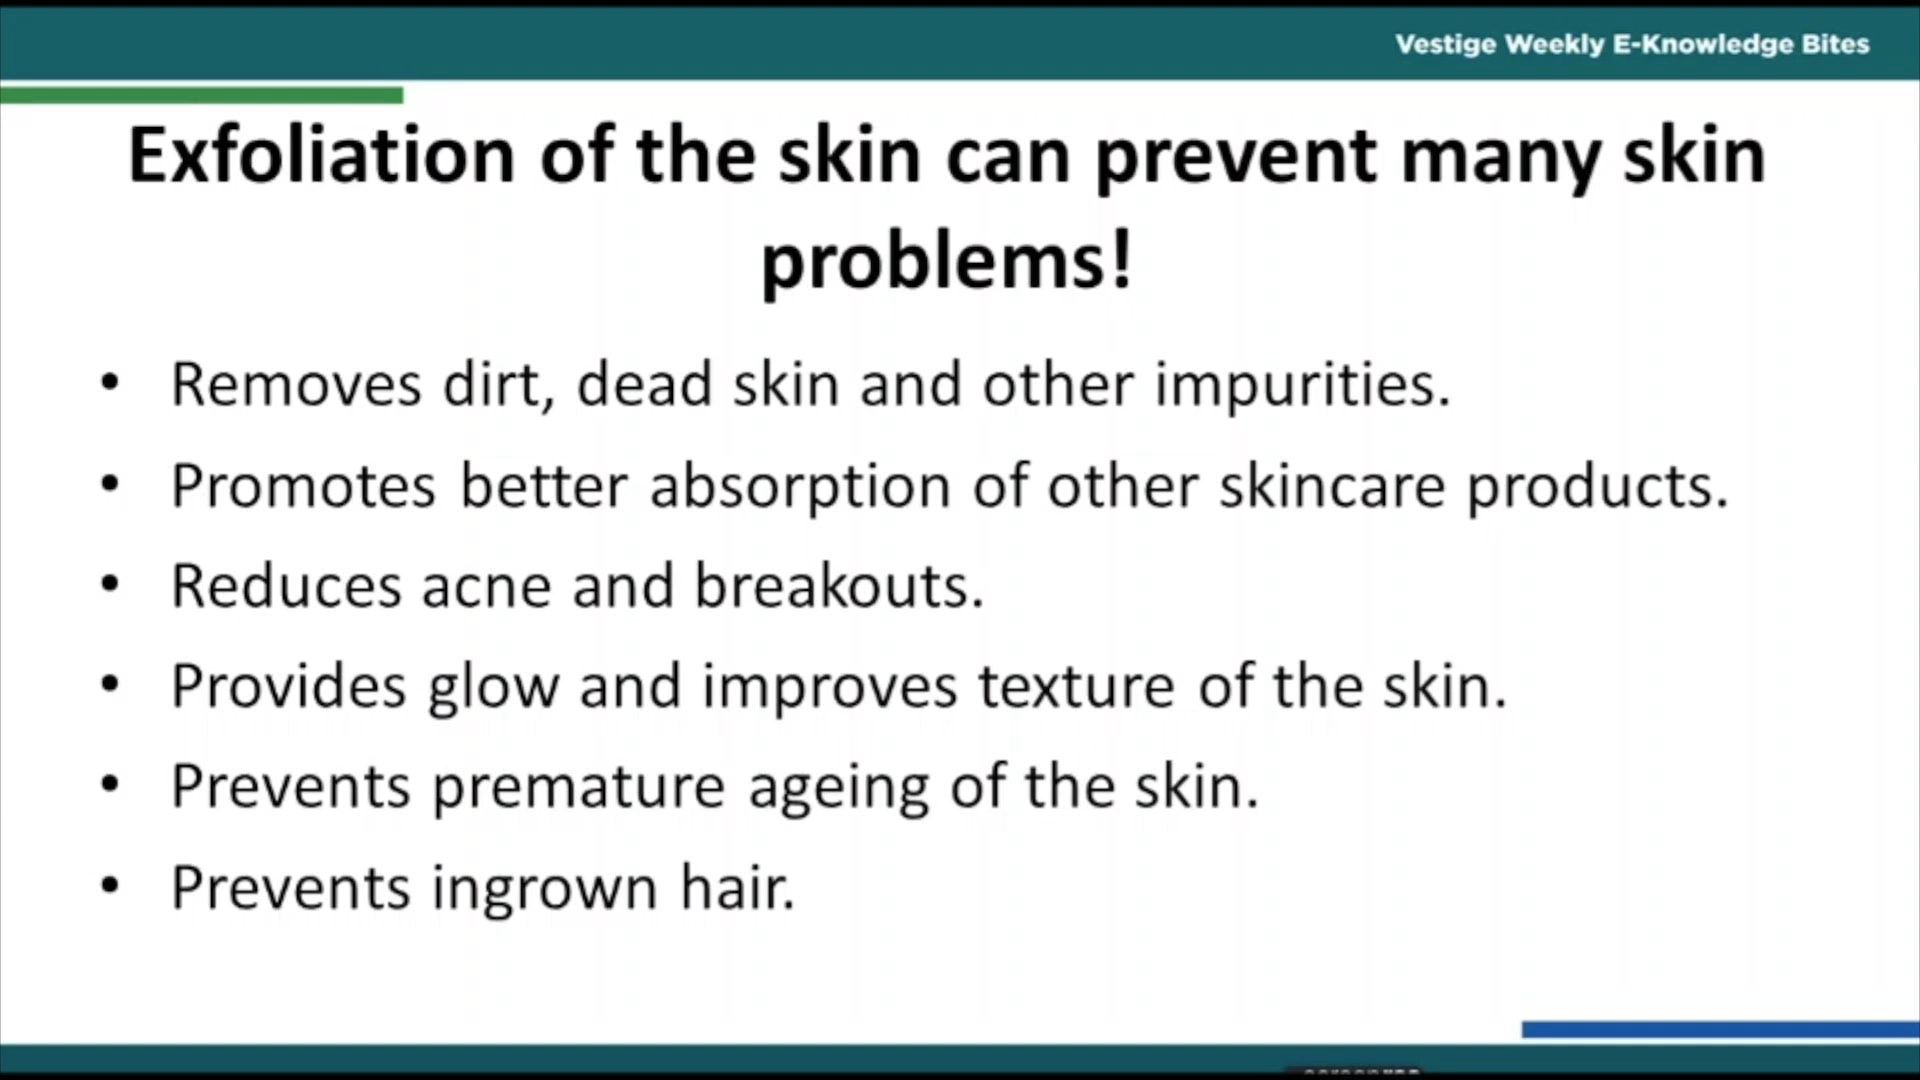 Vestige Weekly E-Knowledge Bites
Exfoliation of the skin can prevent many skin
problems!
• Removes dirt, dead skin and other impurities.
• Promotes better absorption of other skincare products.
• Reduces acne and breakouts.
• Provides glow and improves texture of the skin.
• Prevents premature ageing of the skin.
• Prevents ingrown hair.